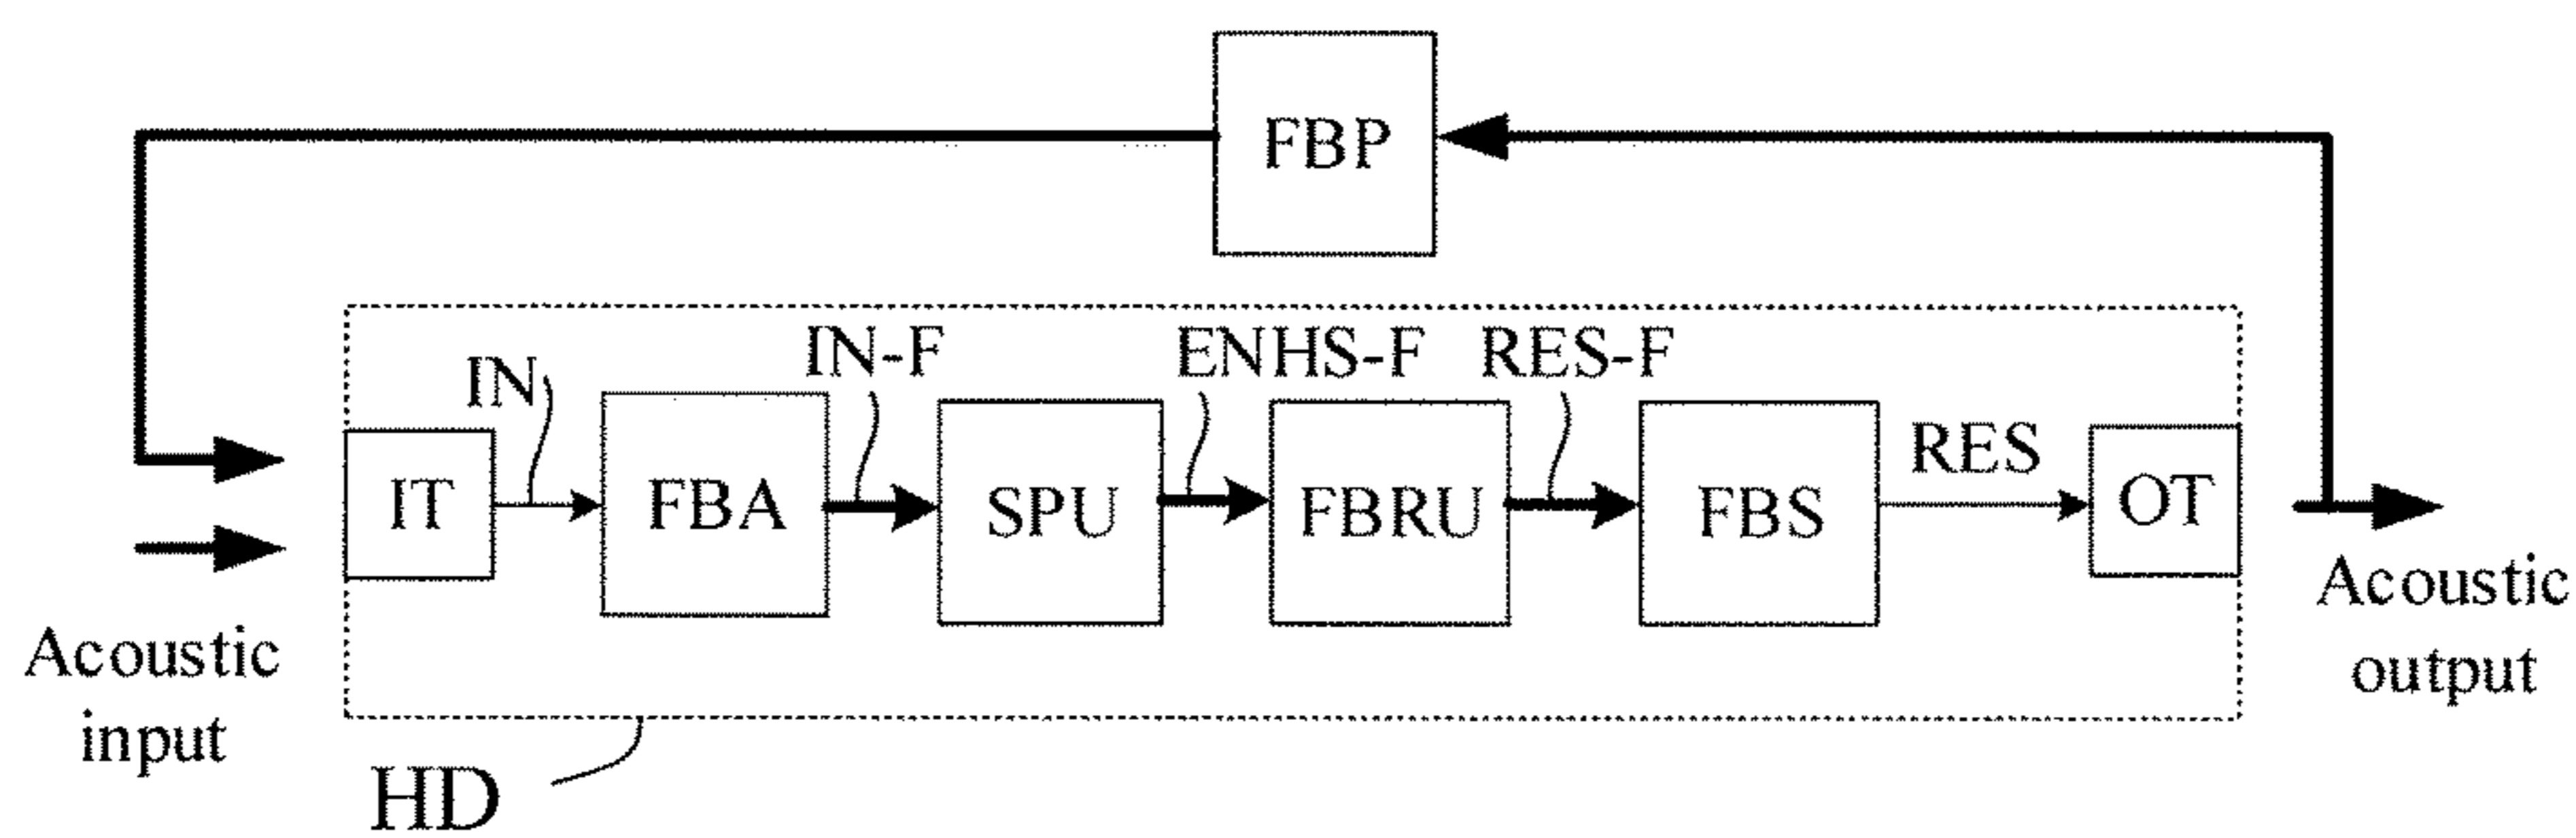 FBP
IN
IN-F
ENHS-F
RES-F
RES
IT
FBA
SPU
FBRU
FBS
OT
Acoustic
input
Acoustic
output
HD